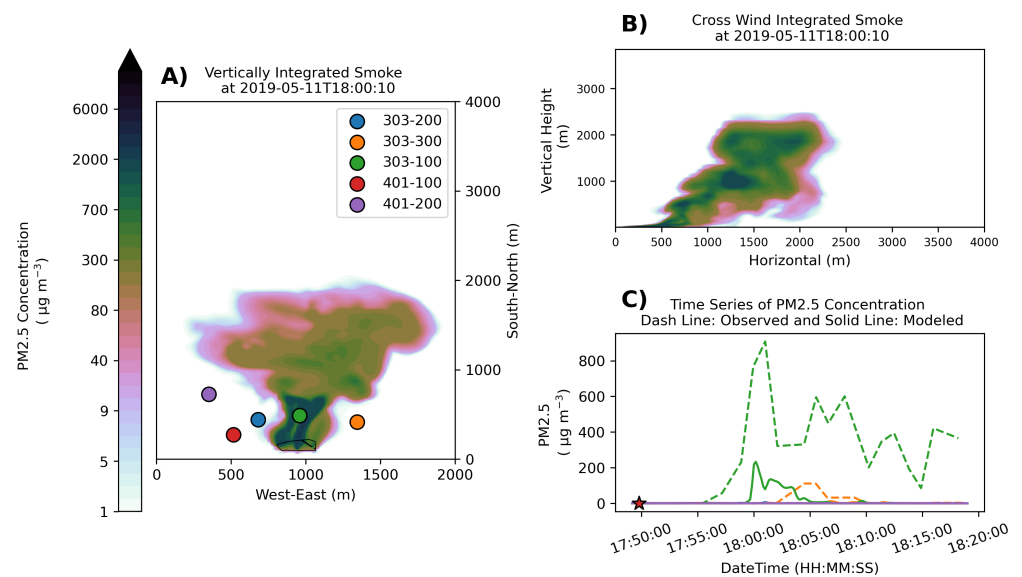 A)
Vertically Integrated Smoke
at 2019-05-11T18:00:10
PM2.5 Concentration
( μg m⁻³)
6000
2000
700
300
80
40
9
5
1
303-200
303-300
303-100
401-100
401-200
4000
3000
2000
1000
0
South-North (m)
0
500
1000
1500
2000
West-East (m)
B)
Cross Wind Integrated Smoke
at 2019-05-11T18:00:10
Vertical Height
(m)
3000
2000
1000
0
500
1000
1500
2000
2500
3000
3500
4000
Horizontal (m)
C)
Time Series of PM2.5 Concentration
Dash Line: Observed and Solid Line: Modeled
PM2.5
( μg m⁻³)
800
600
400
200
0
17:50:00
17:55:00
18:00:00
18:05:00
18:10:00
18:15:00
18:20:00
DateTime (HH:MM:SS)